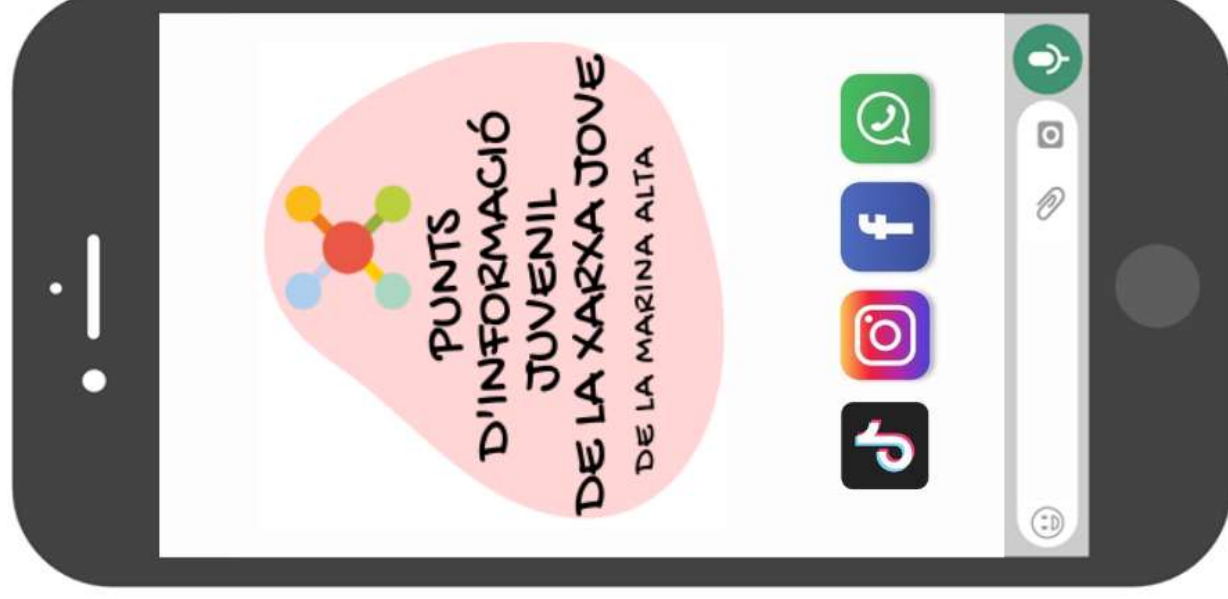 PUNTS
D'INFORMACIÓ
JUVENIL
DE LA XARXA JOVE
DE LA MARINA ALTA